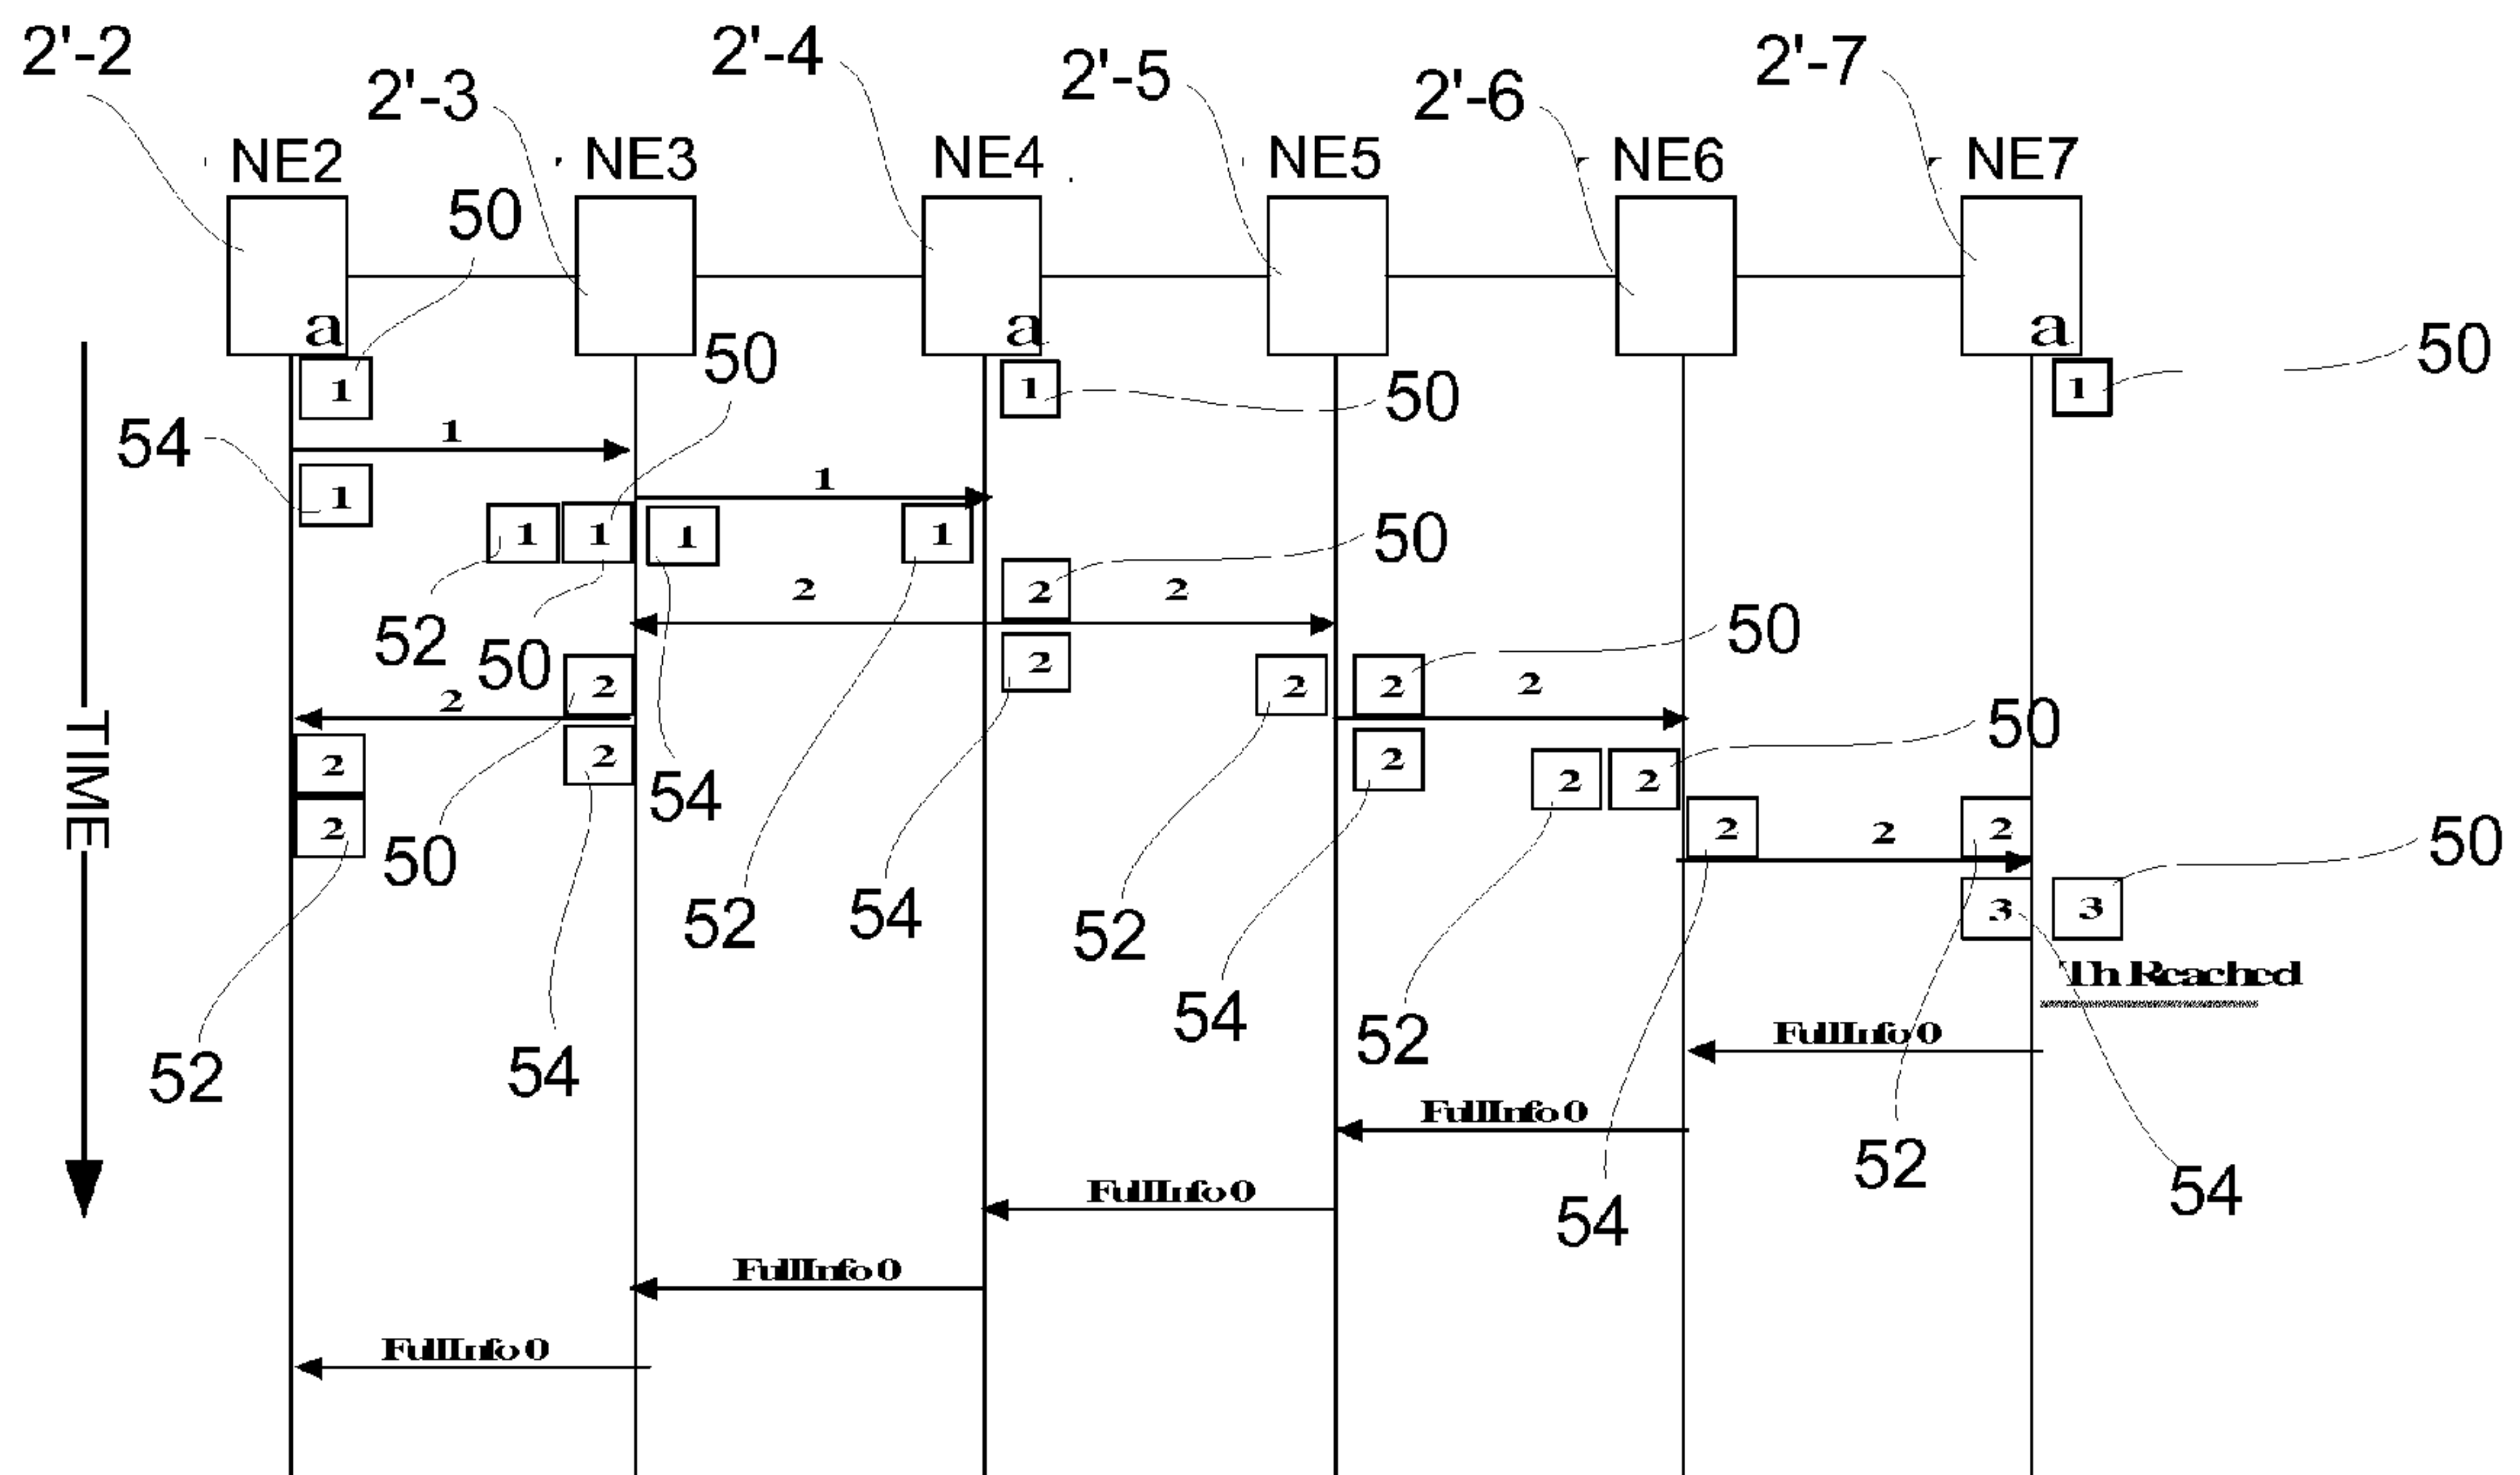 2'-2 2'-3 2'-4 2'-5 2'-6 2'-7
NE2 NE3 NE4 NE5 NE6 NE7
50
a a a
50 50
1 1 50 1
54 1
1 1
1 1 1 1 50
52 50 2 2 2 50
2 2 2 2
2 50
2 2
2 54 2 2
2 2 2 2
50 50
52 54 52 3 3
Th Reached
54 52 FullInfo 0
52 54
FullInfo 0
52 54
54
FullInfo 0
FullInfo 0
FullInfo 0
TIME